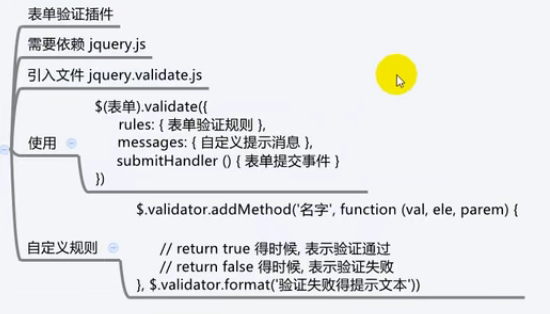 表单验证插件
需要依赖 jquery.js
引入文件 jquery.validate.js
$(表单).validate({
rules: { 表单验证规则 },
使用
messages: { 自定义提示消息 },
submitHandler () { 表单提交事件 }
})
$.validator.addMethod('名字', function (val, ele, parem) {
自定义规则
// return true 得时候, 表示验证通过
// return false 得时候, 表示验证失败
}, $.validator.format('验证失败得提示文本'))